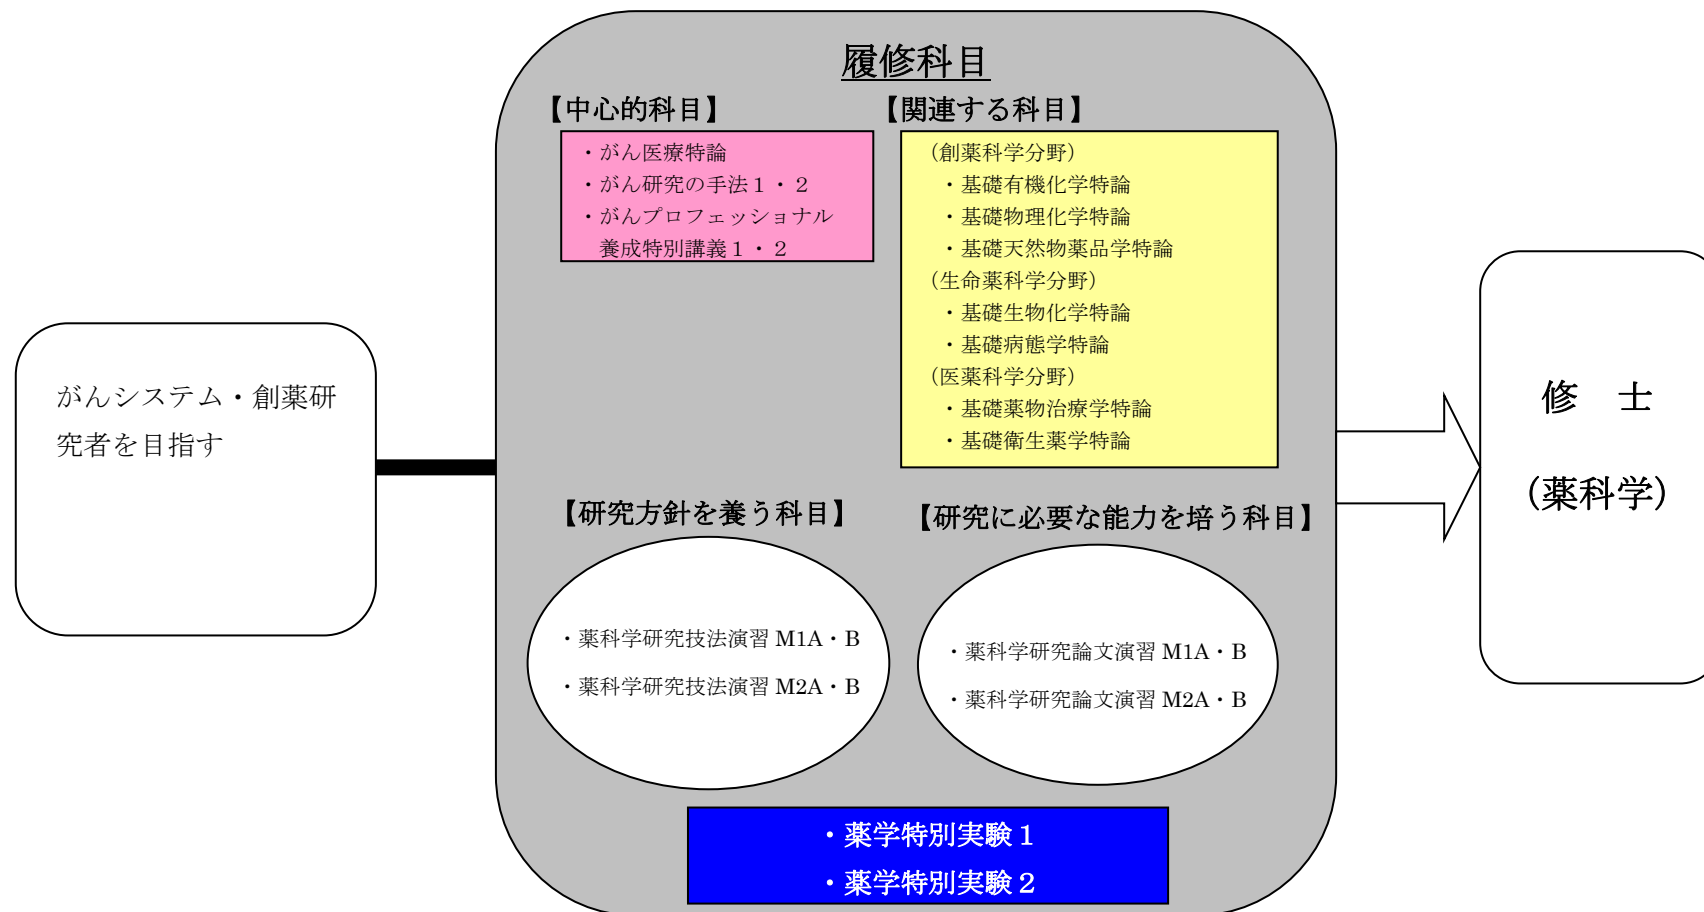 履修科目
【中心的科目】
・がん医療特論
・がん研究の手法１・２
・がんプロフェッショナル
養成特別講義１・２
【関連する科目】
（創薬科学分野）
・基礎有機化学特論
・基礎物理化学特論
・基礎天然物薬品学特論
（生命薬科学分野）
・基礎生物化学特論
・基礎病態学特論
（医薬科学分野）
・基礎薬物治療学特論
・基礎衛生薬学特論
がんシステム・創薬研
究者を目指す
【研究方針を養う科目】
・薬科学研究技法演習 M1A・B
・薬科学研究技法演習 M2A・B
【研究に必要な能力を培う科目】
・薬科学研究論文演習 M1A・B
・薬科学研究論文演習 M2A・B
・薬学特別実験１
・薬学特別実験２
修　士
（薬科学）